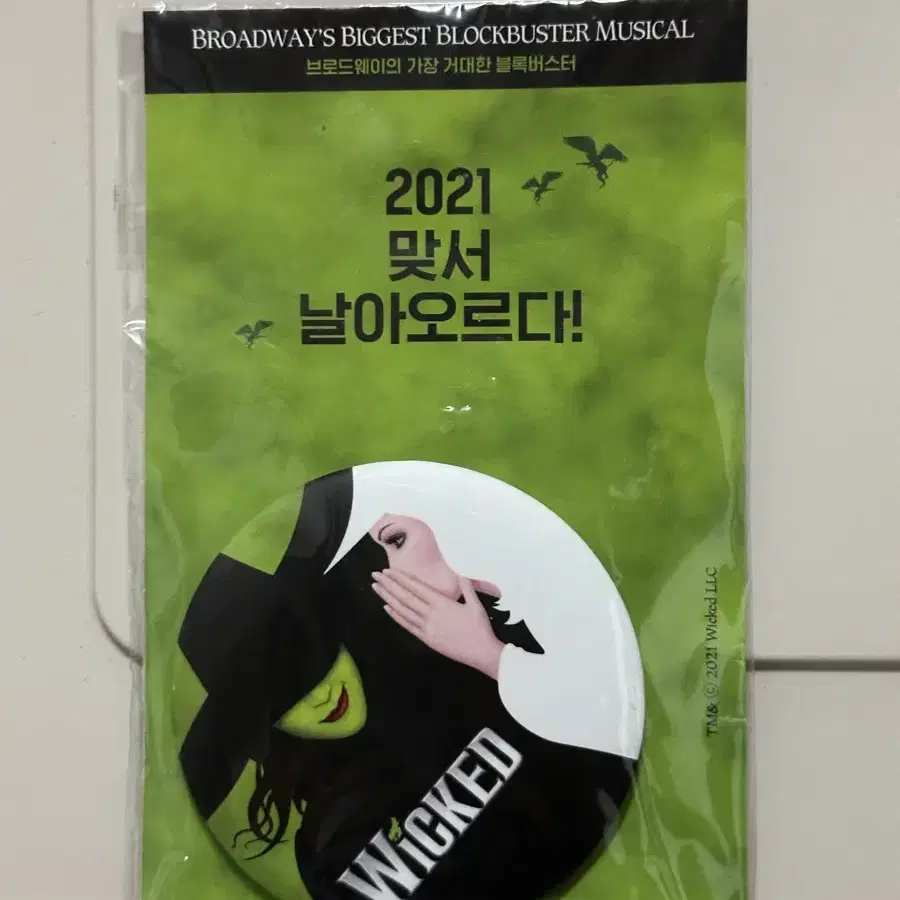 BROADWAY'S BIGGEST BLOCKBUSTER MUSICAL
브로드웨이의 가장 거대한 블록버스터
2021
맞서
날아오르다!
TM& © 2021 Wicked LLC
WICKED